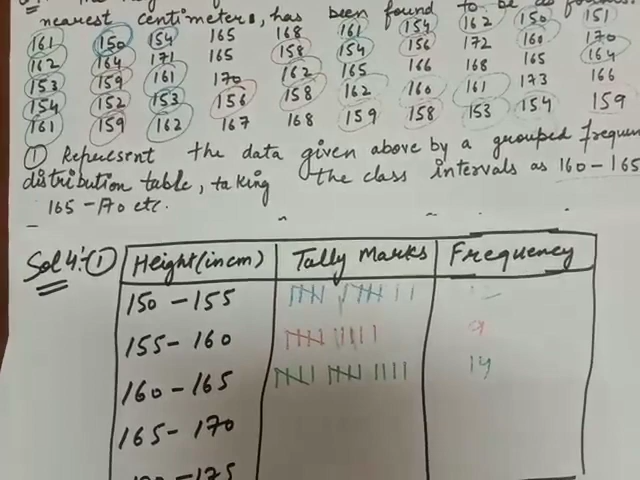 nearest centimeters, has been found to be as
161 150 154 165 168 161 154 162 150 151
162 164 171 165 158 154 156 172 160 170
153 159 161 170 162 165 166 168 165 164
154 152 153 156 158 162 160 161 173 166
161 159 162 167 168 159 158 153 154 159
① Represent the data given above by a grouped frequen
distribution table, taking the class intervals as 160-165
165-170 etc.
Sol 4:① Height(in cm) Tally Marks Frequency
150-155
155-160 9
160-165 14
165-170
-175